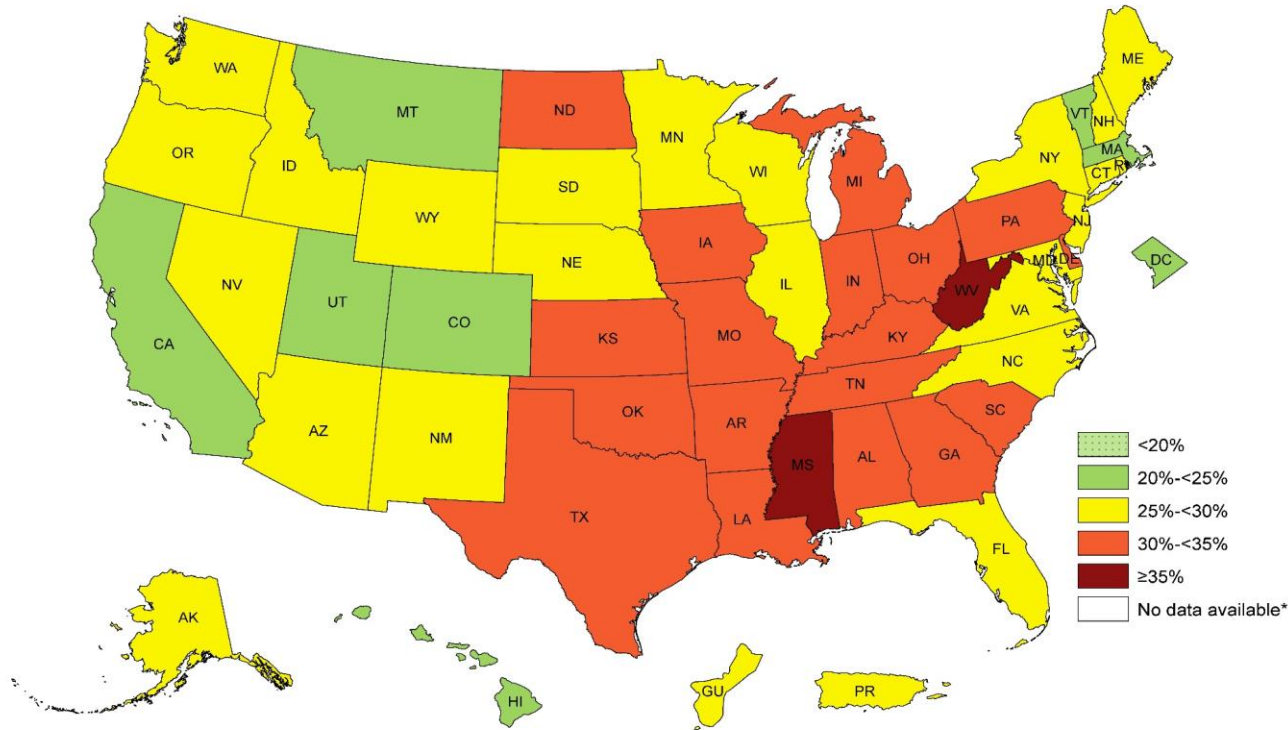 WA
MT
ND
MN
ME
OR
ID
SD
WI
MI
NY
VT
NH
MA
CT
WY
NE
IA
IL
IN
OH
PA
NJ
MD
DE
DC
CA
NV
UT
CO
KS
MO
KY
WV
VA
AZ
NM
OK
AR
TN
NC
SC
TX
LA
MS
AL
GA
FL
AK
HI
GU
PR
<20%
20%-<25%
25%-<30%
30%-<35%
≥35%
No data available*